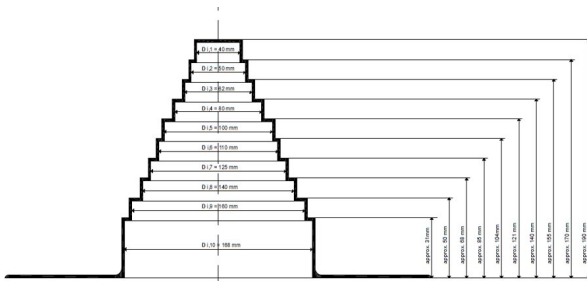 D i,1 = 40 mm
D i,2 = 50 mm
D i,3 = 62 mm
D i,4 = 80 mm
D i,5 = 100 mm
D i,6 = 110 mm
D i,7 = 125 mm
D i,8 = 140 mm
D i,9 = 160 mm
D i,10 = 168 mm
approx. 31mm
approx. 50 mm
approx. 68 mm
approx. 85 mm
approx. 104mm
approx. 121 mm
approx. 140 mm
approx. 155 mm
approx. 170 mm
approx. 190 mm